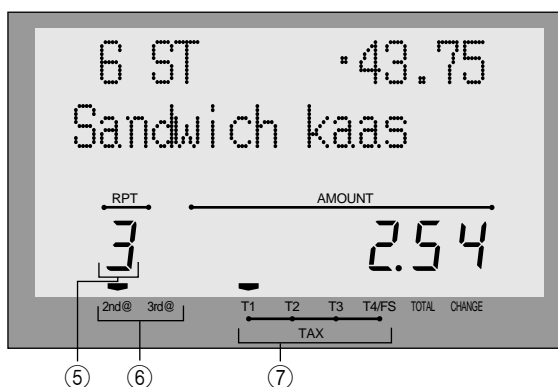 6 ST ·43.75
Sandwich kaas
RPT AMOUNT
3 2.54
2nd@ 3rd@ T1 T2 T3 T4/FS TOTAL CHANGE
TAX
⑤ ⑥ ⑦